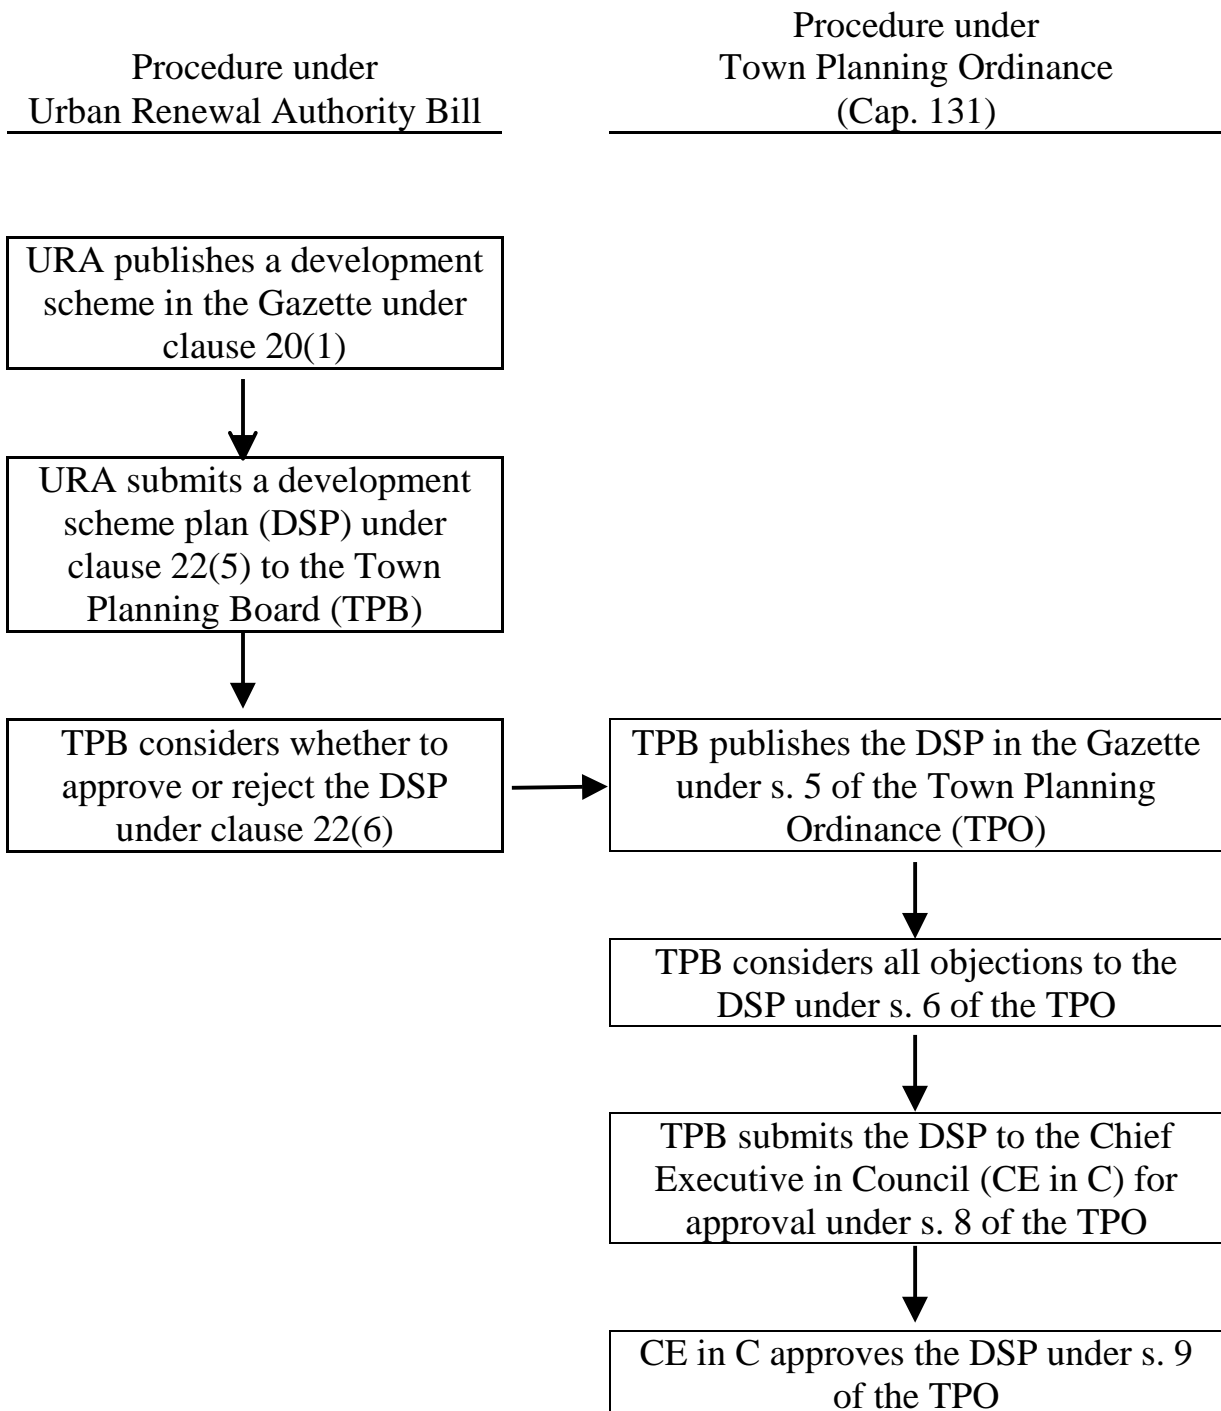 Procedure under
Urban Renewal Authority Bill
Procedure under
Town Planning Ordinance
(Cap. 131)
URA publishes a development
scheme in the Gazette under
clause 20(1)
URA submits a development
scheme plan (DSP) under
clause 22(5) to the Town
Planning Board (TPB)
TPB considers whether to
approve or reject the DSP
under clause 22(6)
TPB publishes the DSP in the Gazette
under s. 5 of the Town Planning
Ordinance (TPO)
TPB considers all objections to the
DSP under s. 6 of the TPO
TPB submits the DSP to the Chief
Executive in Council (CE in C) for
approval under s. 8 of the TPO
CE in C approves the DSP under s. 9
of the TPO